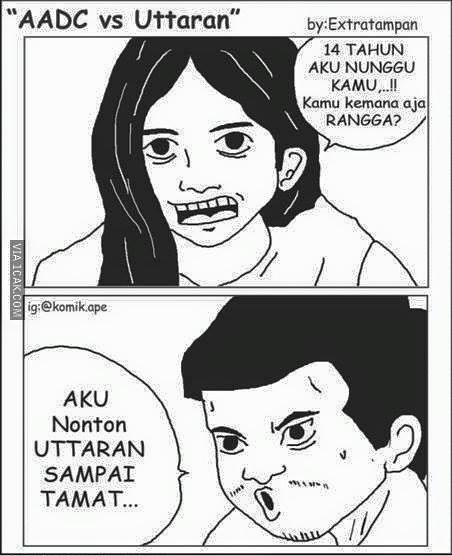 "AADC vs Uttaran"
by:Extratampan
14 TAHUN
AKU NUNGGU
KAMU,..!!
Kamu kemana aja
RANGGA?
VIA 1CAK.COM
ig:@komik.ape
AKU
Nonton
UTTARAN
SAMPAI
TAMAT...